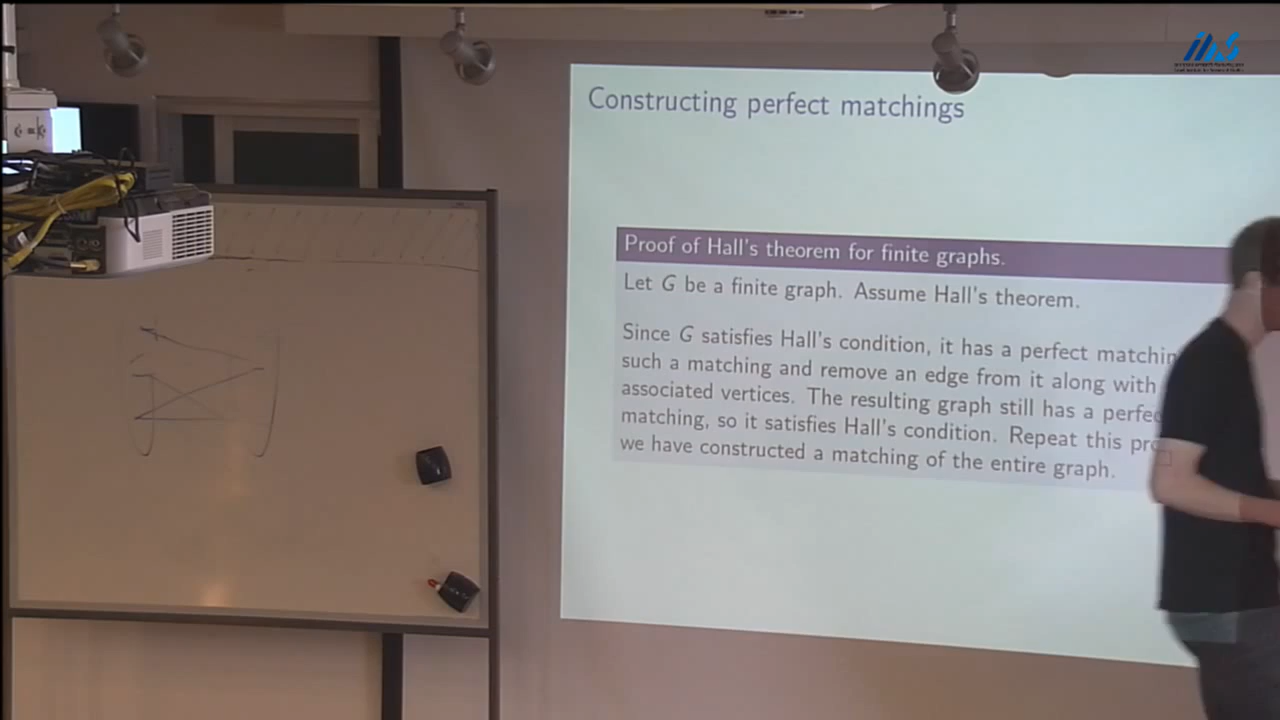 Constructing perfect matchings
Proof of Hall's theorem for finite graphs.
Let G be a finite graph. Assume Hall's theorem.
Since G satisfies Hall's condition, it has a perfect matchin
such a matching and remove an edge from it along with
associated vertices. The resulting graph still has a perfec
matching, so it satisfies Hall's condition. Repeat this pr
we have constructed a matching of the entire graph.